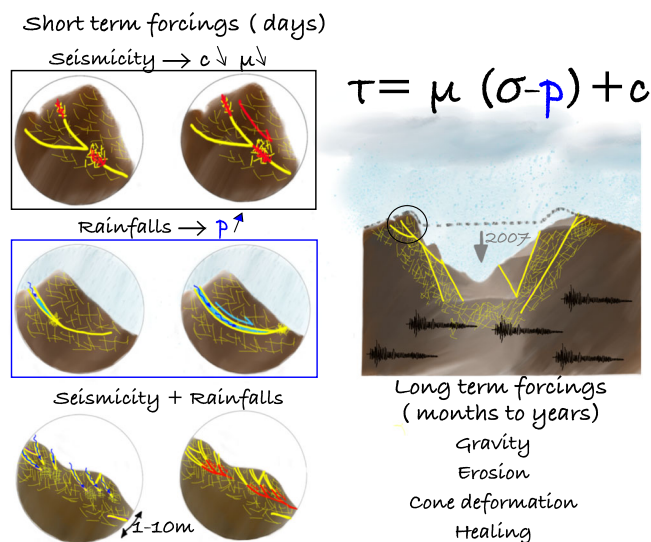 Short term forcings ( days)
Seismicity → c ↘ μ↘
Rainfalls → p ↗
Seismicity + Rainfalls
1-10m
τ= μ (σ-p)+c
2007
Long term forcings
( months to years)
Gravity
Erosion
Cone deformation
Healing